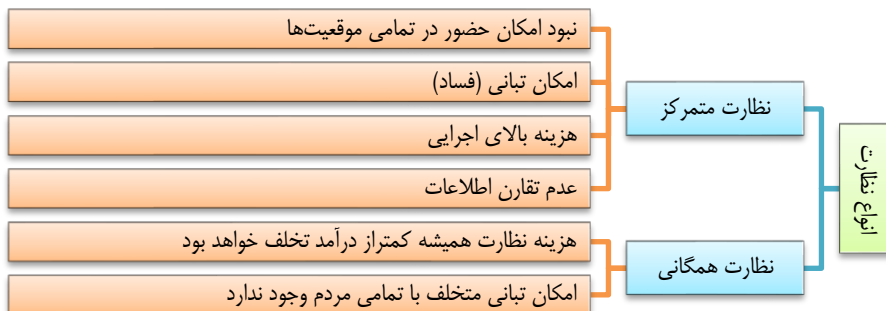 انواع نظارت
نظارت متمرکز
نبود امکان حضور در تمامی موقعیت‌ها
امکان تبانی (فساد)
هزینه بالای اجرایی
عدم تقارن اطلاعات
نظارت همگانی
هزینه نظارت همیشه کمتراز درآمد تخلف خواهد بود
امکان تبانی متخلف با تمامی مردم وجود ندارد